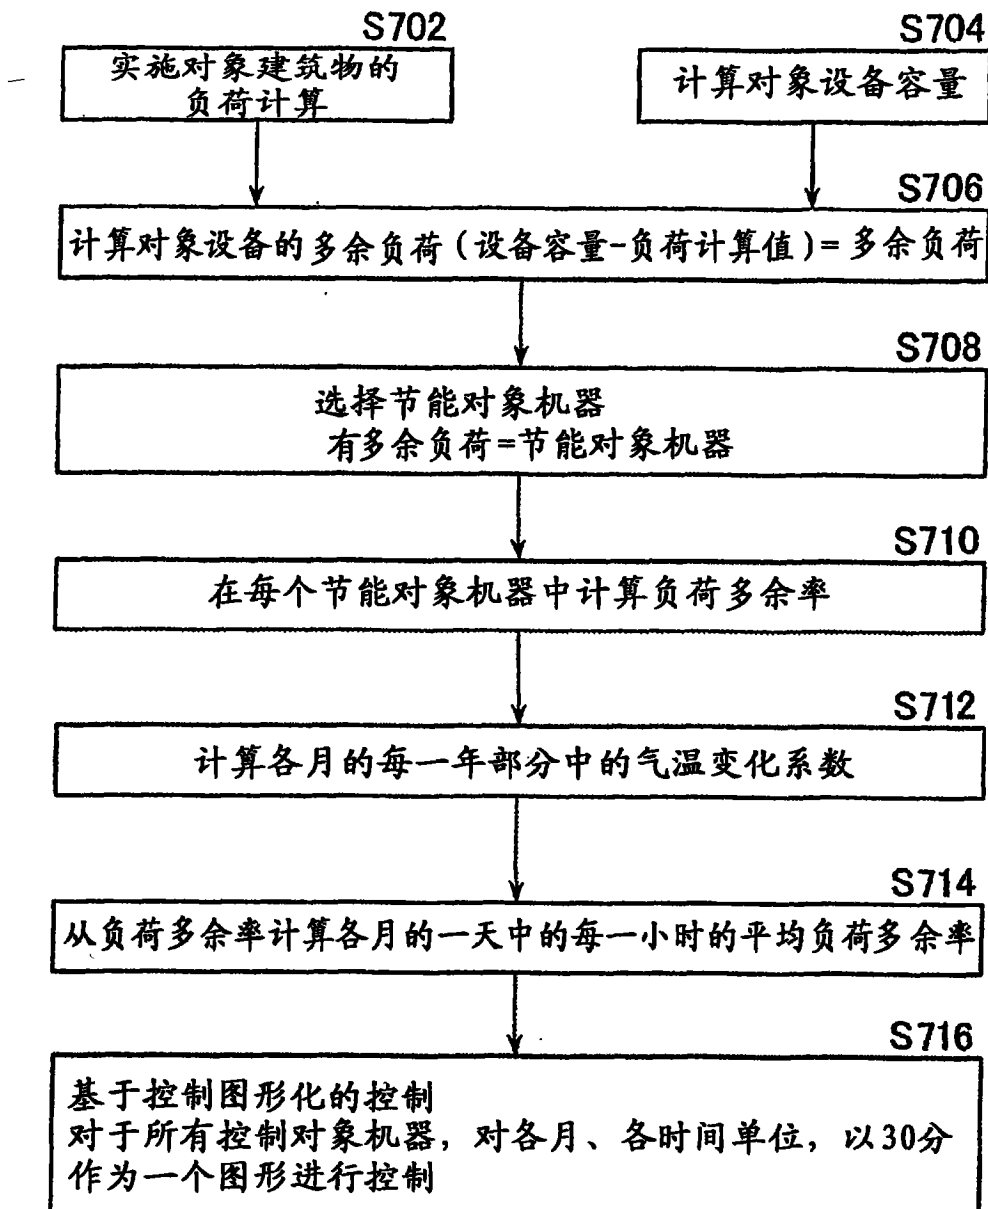 S702
实施对象建筑物的
负荷计算
S704
计算对象设备容量
S706
计算对象设备的多余负荷(设备容量-负荷计算值)=多余负荷
S708
选择节能对象机器
有多余负荷=节能对象机器
S710
在每个节能对象机器中计算负荷多余率
S712
计算各月的每一年部分中的气温变化系数
S714
从负荷多余率计算各月的一天中的每一小时的平均负荷多余率
S716
基于控制图形化的控制
对于所有控制对象机器，对各月、各时间单位，以30分
作为一个图形进行控制